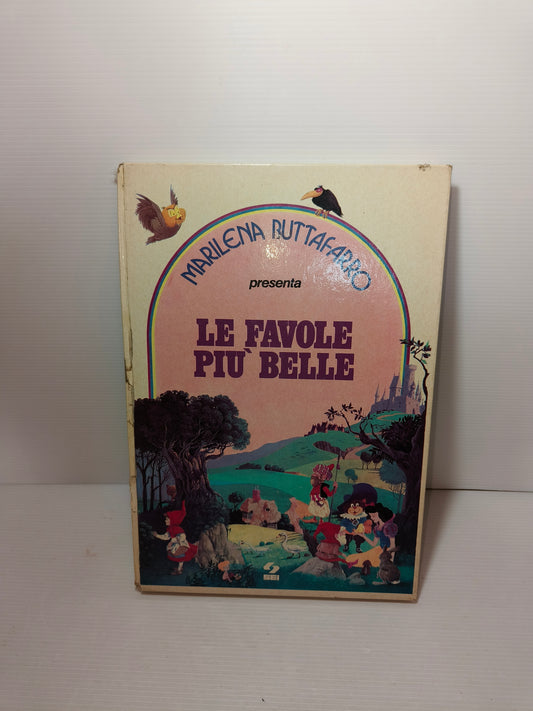 MARILENA BUTTAFARRO
presenta
LE FAVOLE
PIU' BELLE